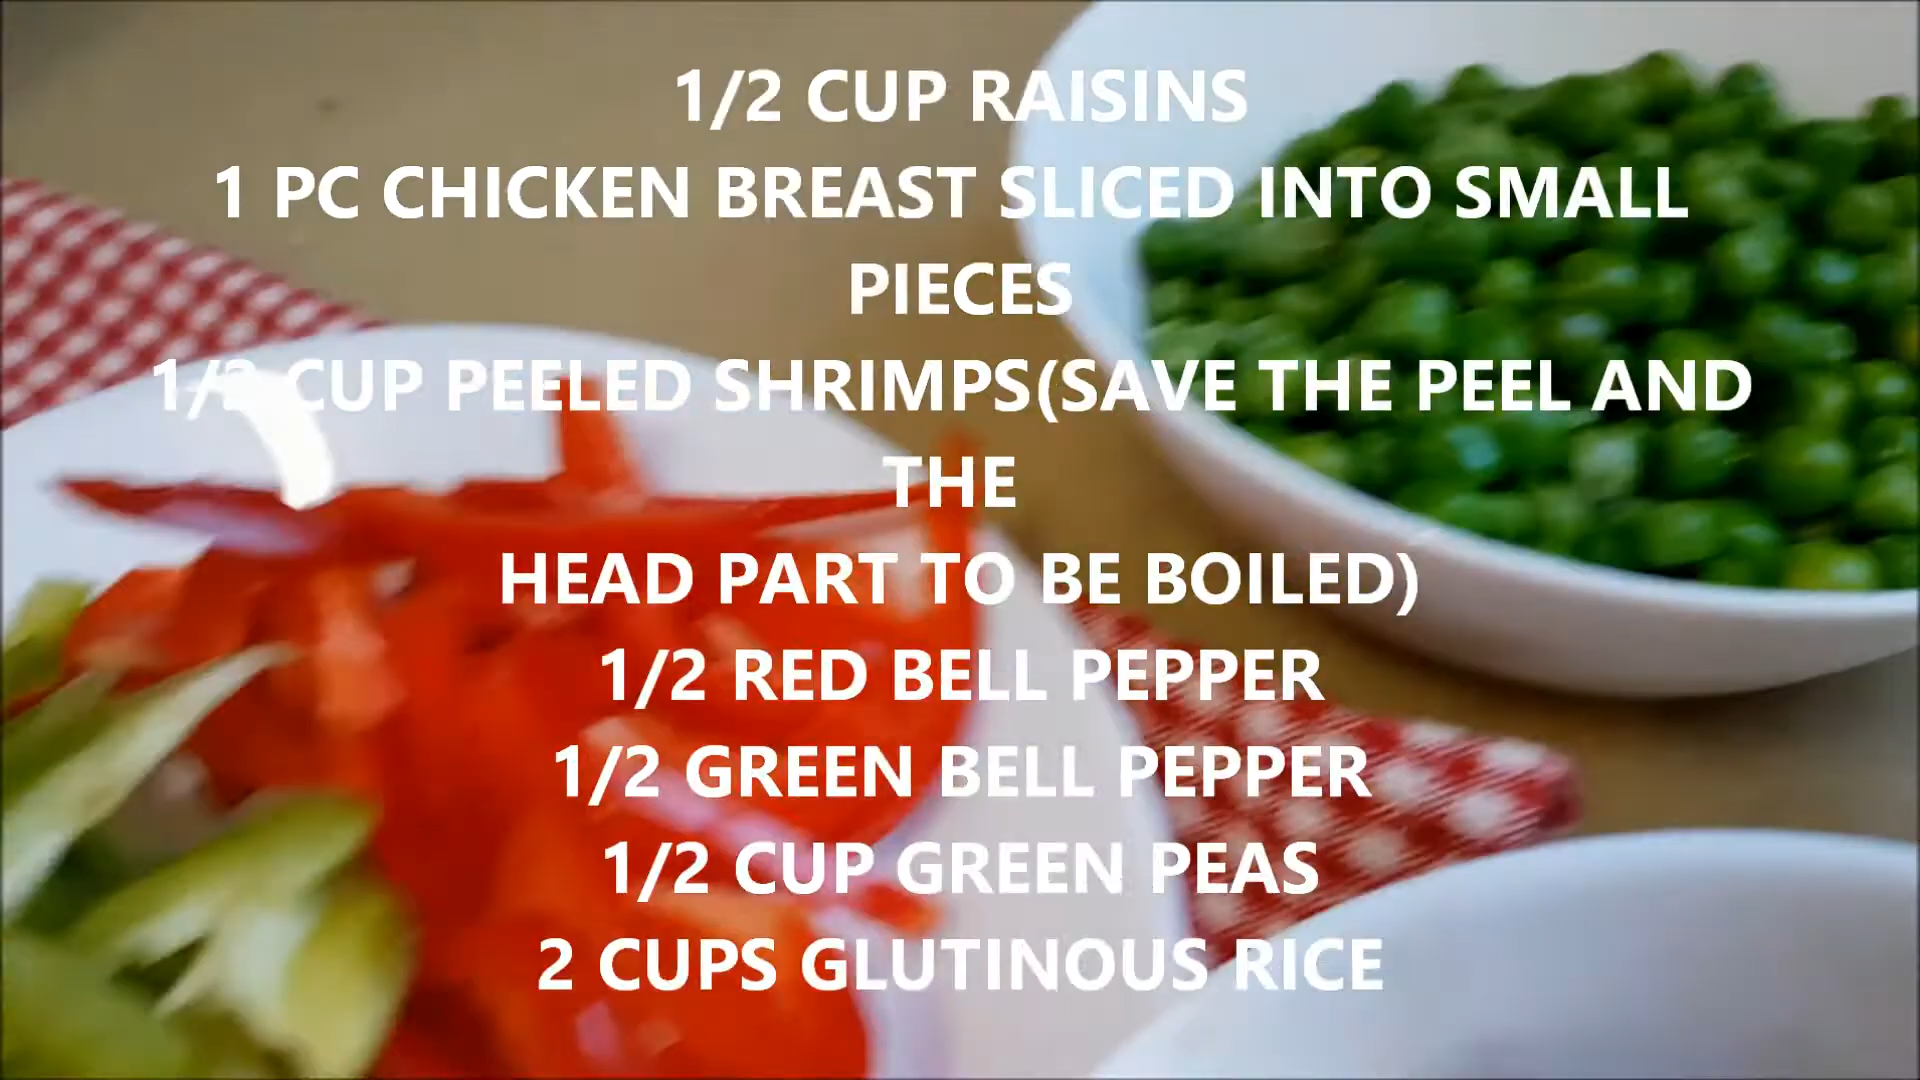 1/2 CUP RAISINS
1 PC CHICKEN BREAST SLICED INTO SMALL
PIECES
1/2 CUP PEELED SHRIMPS(SAVE THE PEEL AND
THE
HEAD PART TO BE BOILED)
1/2 RED BELL PEPPER
1/2 GREEN BELL PEPPER
1/2 CUP GREEN PEAS
2 CUPS GLUTINOUS RICE